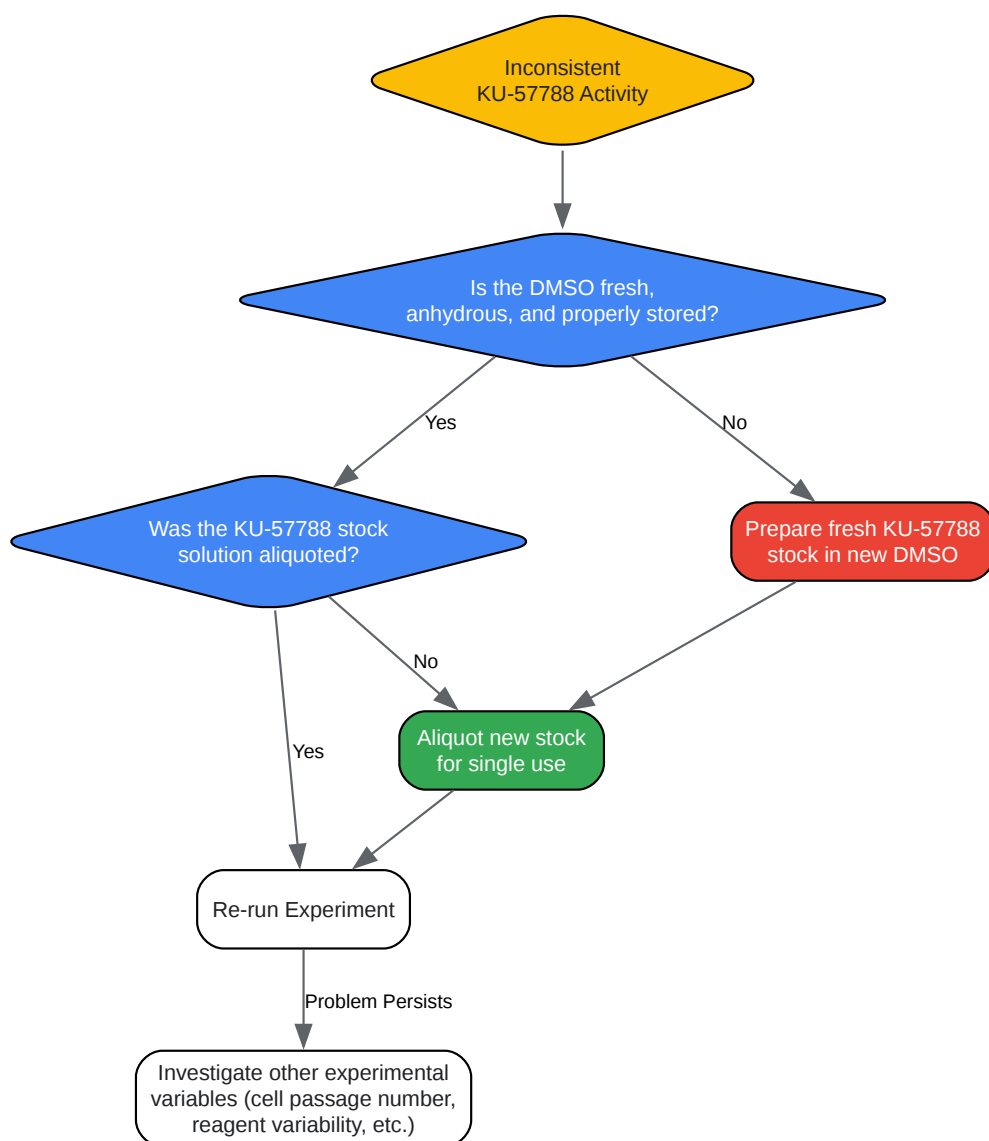 Inconsistent
KU-57788 Activity
Is the DMSO fresh,
anhydrous, and properly stored?
Yes
No
Was the KU-57788 stock
solution aliquoted?
Prepare fresh KU-57788
stock in new DMSO
No
Yes
Aliquot new stock
for single use
Re-run Experiment
Problem Persists
Investigate other experimental
variables (cell passage number,
reagent variability, etc.)